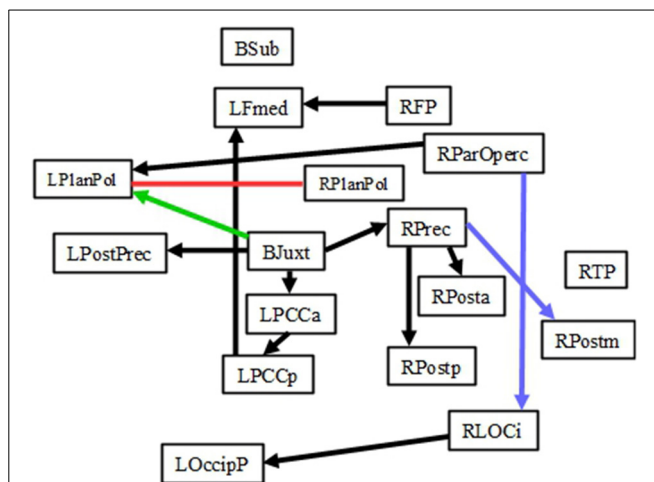 BSub
LFmed
RFP
RParOperc
LPlanPol
RPlanPol
RPrec
LPostPrec
BJuxt
RTP
RPosta
LPCCa
RPostm
RPostp
LPCCp
RLOCi
LOccipP